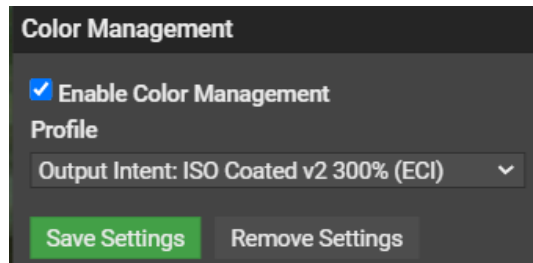 Color Management
Enable Color Management
Profile
Output Intent: ISO Coated v2 300% (ECI)
Save Settings Remove Settings